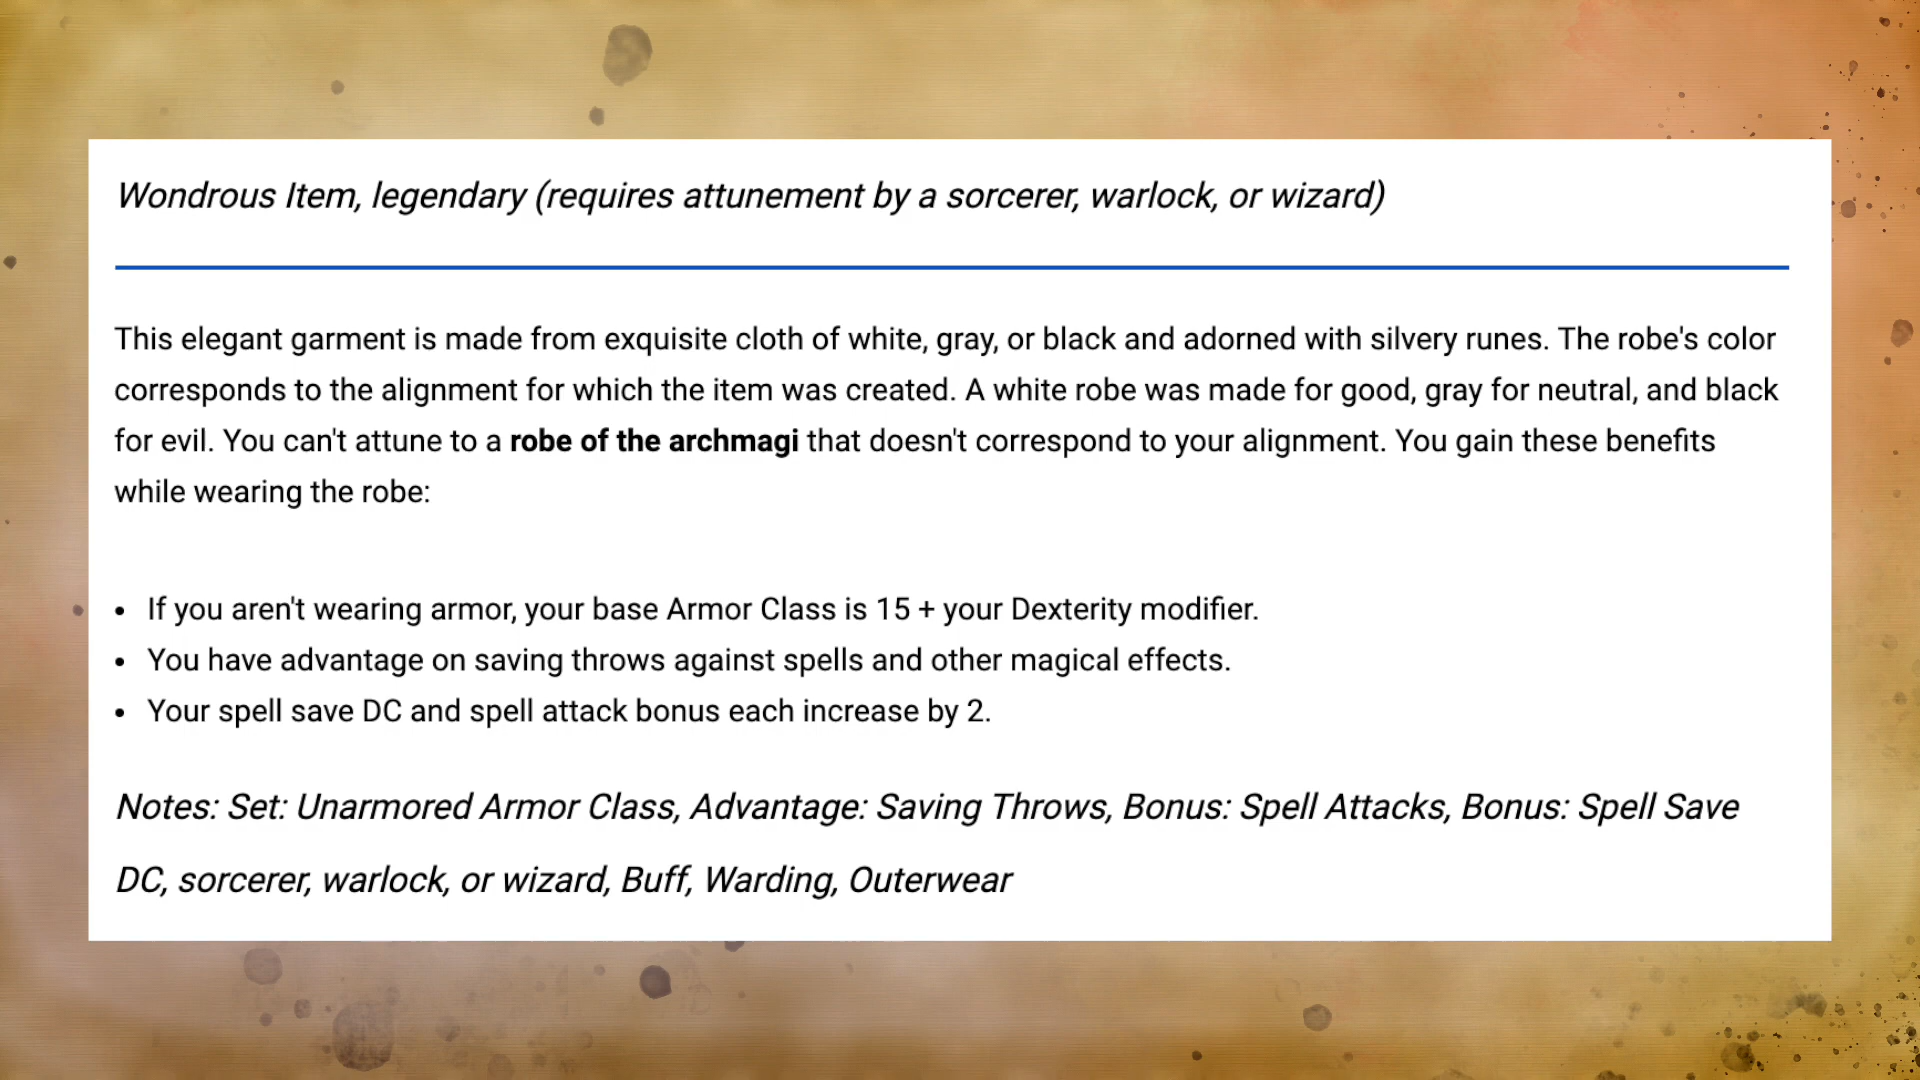 Wondrous Item, legendary (requires attunement by a sorcerer, warlock, or wizard)
This elegant garment is made from exquisite cloth of white, gray, or black and adorned with silvery runes. The robe's color
corresponds to the alignment for which the item was created. A white robe was made for good, gray for neutral, and black
for evil. You can't attune to a robe of the archmagi that doesn't correspond to your alignment. You gain these benefits
while wearing the robe:
• If you aren't wearing armor, your base Armor Class is 15 + your Dexterity modifier.
• You have advantage on saving throws against spells and other magical effects.
• Your spell save DC and spell attack bonus each increase by 2.
Notes: Set: Unarmored Armor Class, Advantage: Saving Throws, Bonus: Spell Attacks, Bonus: Spell Save
DC, sorcerer, warlock, or wizard, Buff, Warding, Outerwear